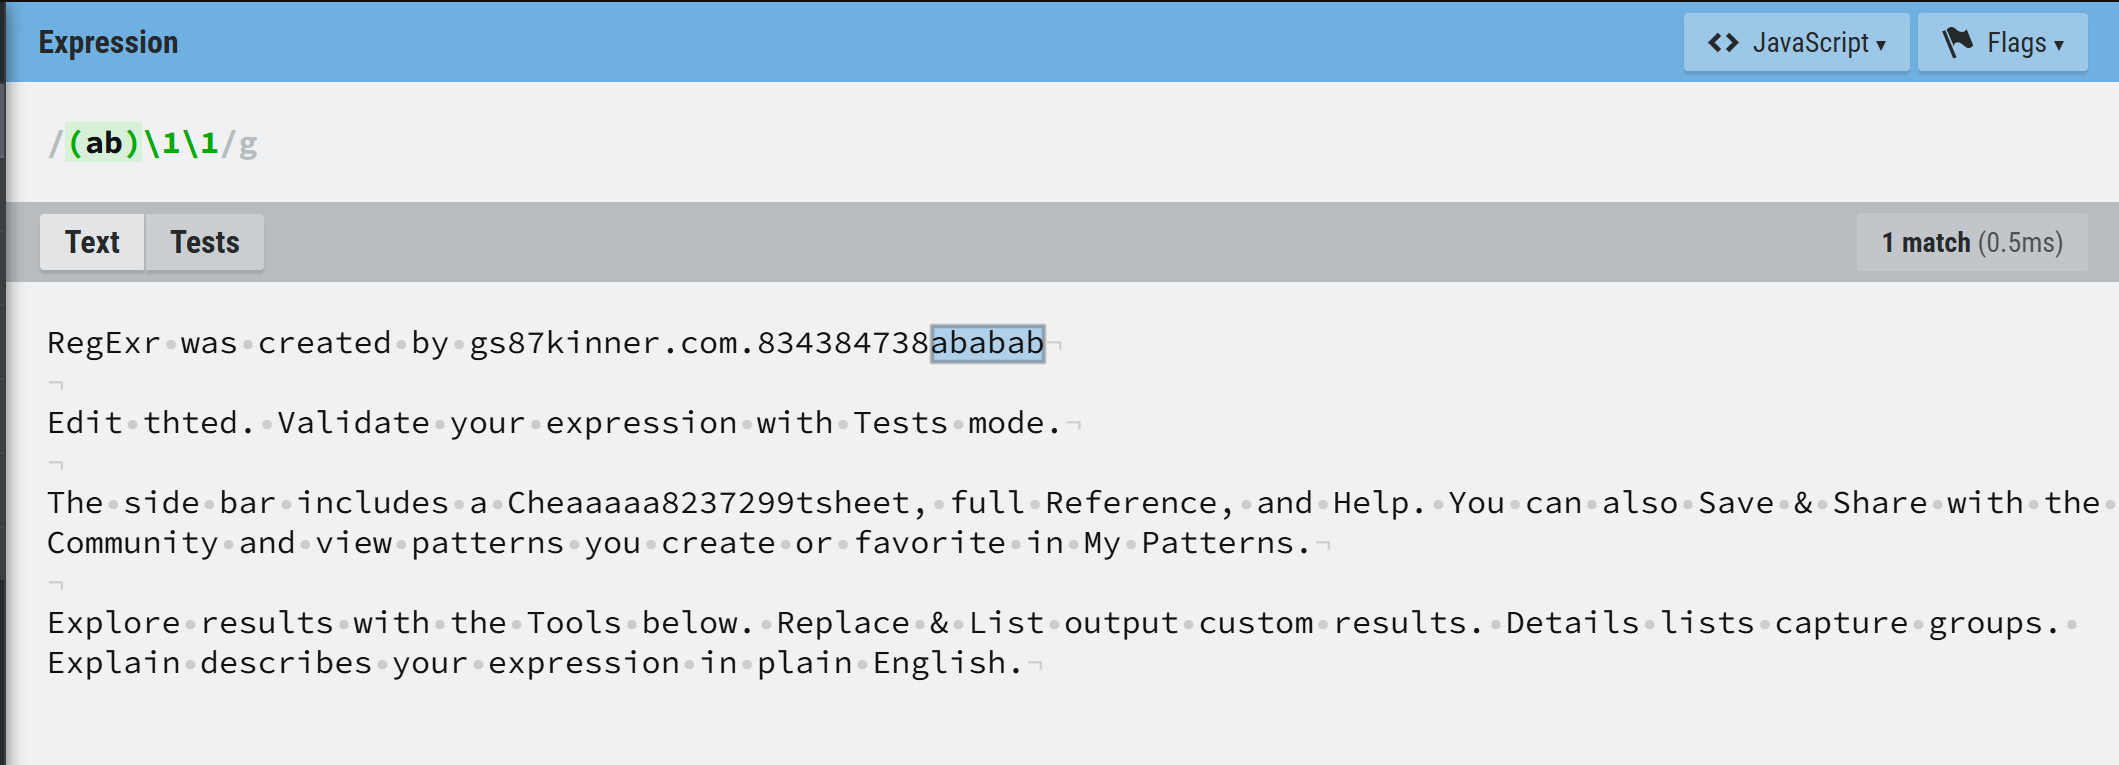 Expression
<> JavaScript ▾
Flags ▾
/(ab)\1\1/g
Text
Tests
1 match (0.5ms)
RegExr·was·created·by·gs87kinner.com.834384738ababab¬
¬
Edit·thted.·Validate·your·expression·with·Tests·mode.¬
¬
The·side·bar·includes·a·Cheaaaaa8237299tsheet,·full·Reference,·and·Help.·You·can·also·Save·&·Share·with·the·
Community·and·view·patterns·you·create·or·favorite·in·My·Patterns.¬
¬
Explore·results·with·the·Tools·below.·Replace·&·List·output·custom·results.·Details·lists·capture·groups.·
Explain·describes·your·expression·in·plain·English.¬